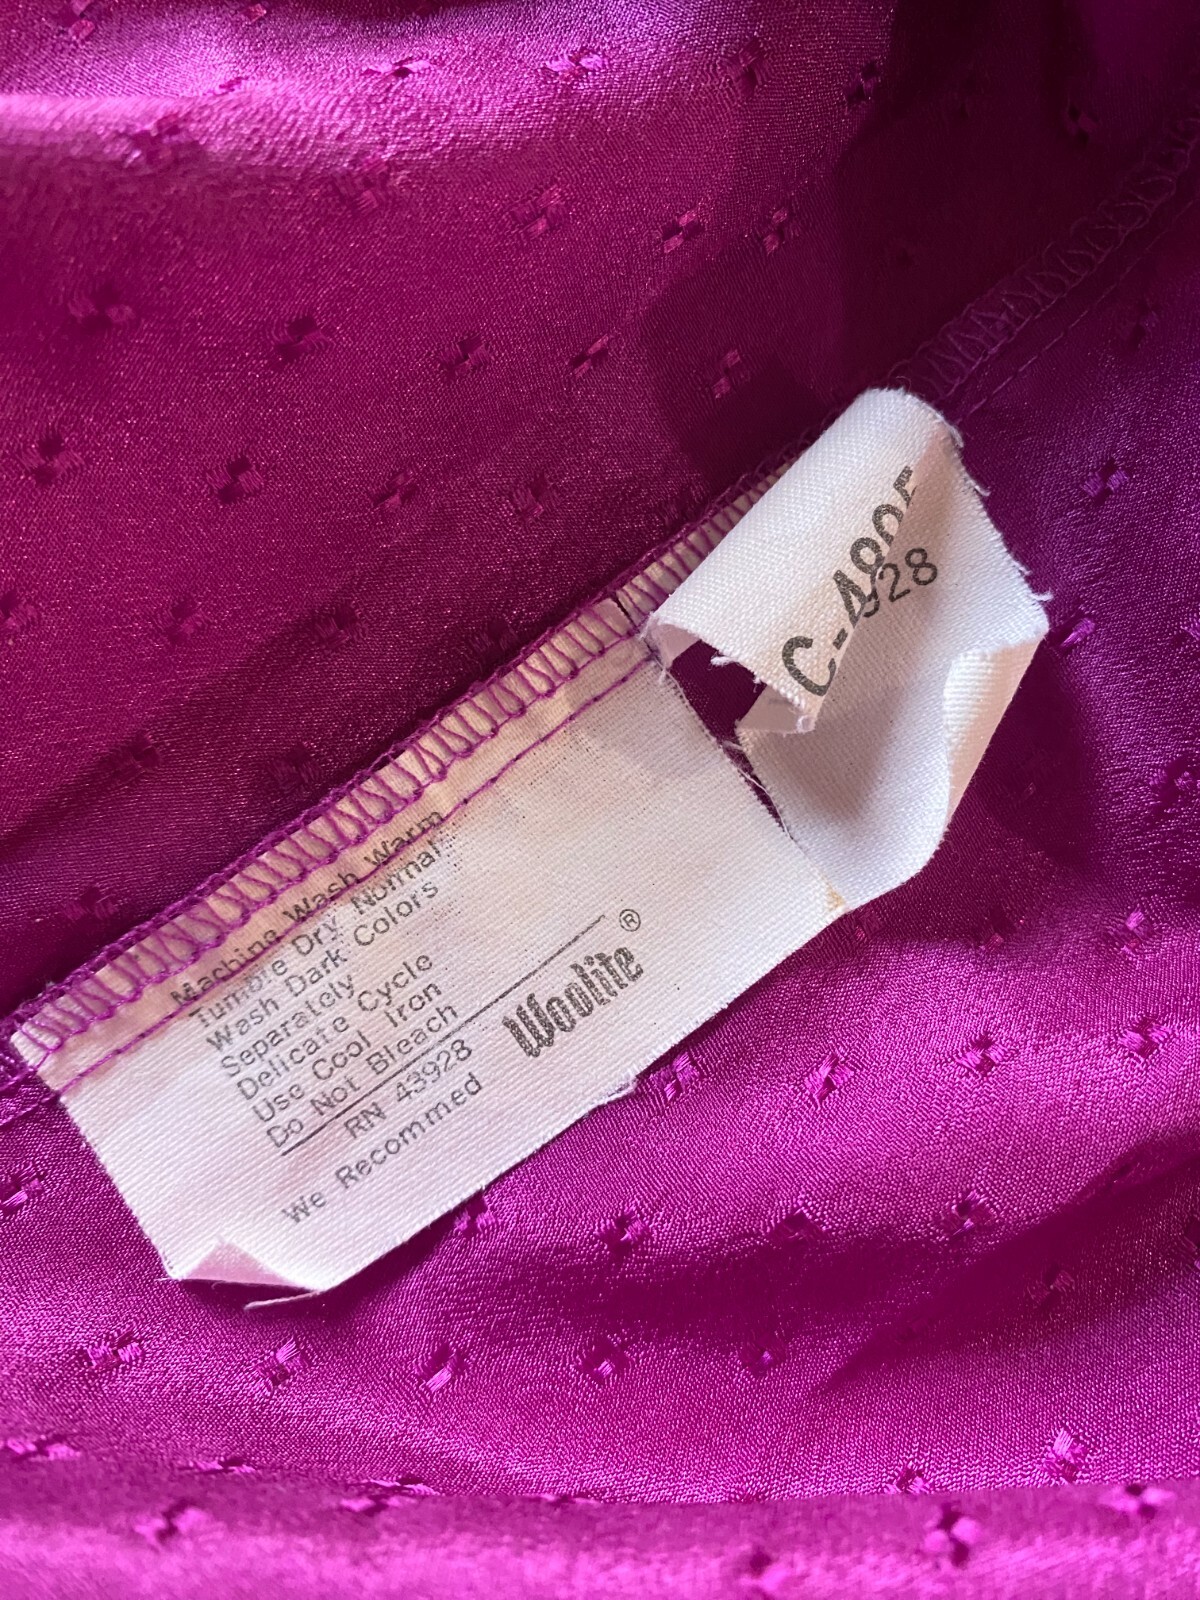 Machine Wash Warm
Tumble Dry Normal
Wash Dark Colors
Separately
Delicate Cycle
Use Cool Iron
Do Not Bleach
RN 43928
We Recommed
Woolite®
28